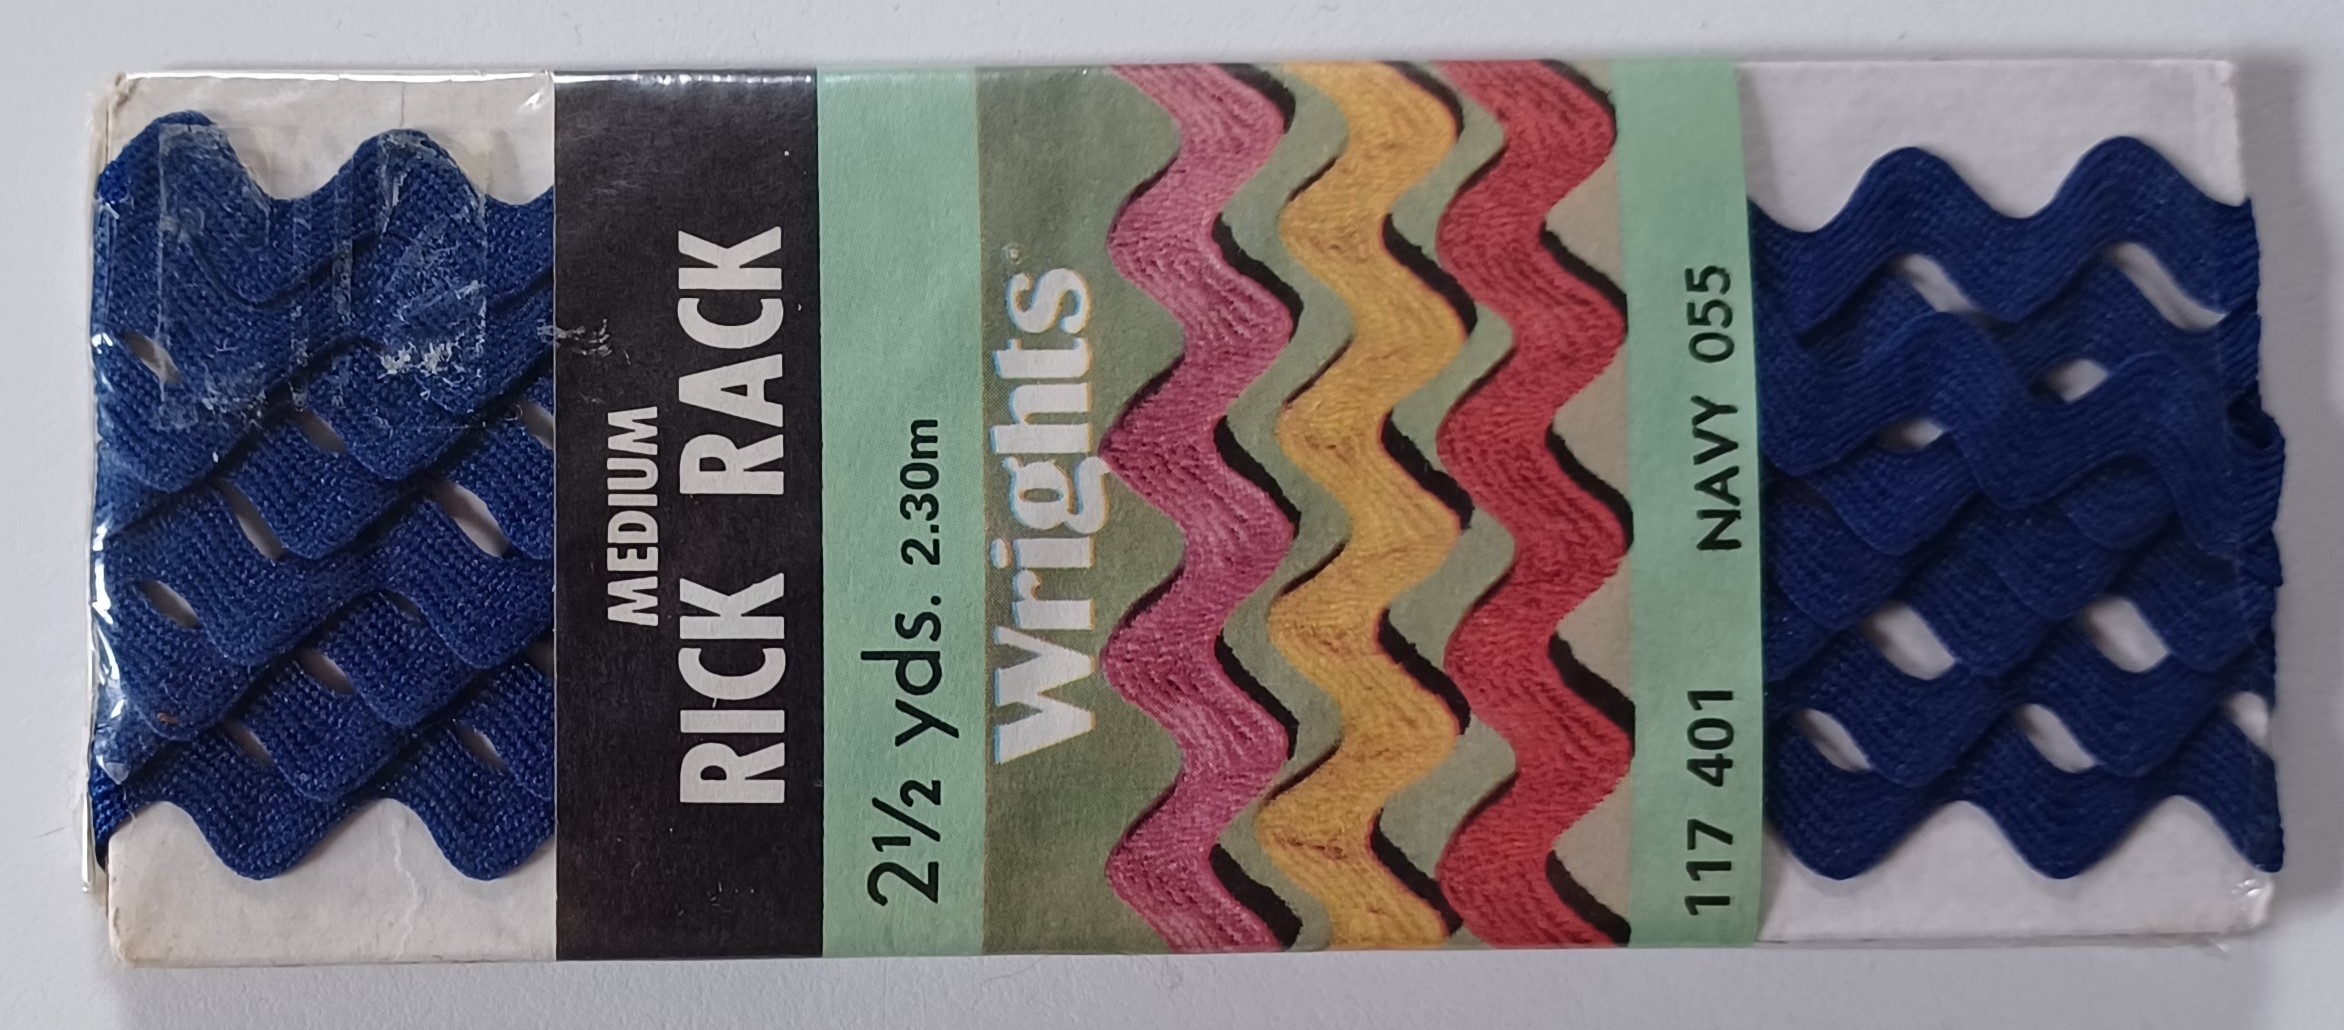 MEDIUM
RICK RACK
2½ yds. 2.30m
Wrights®
117 401 NAVY 055